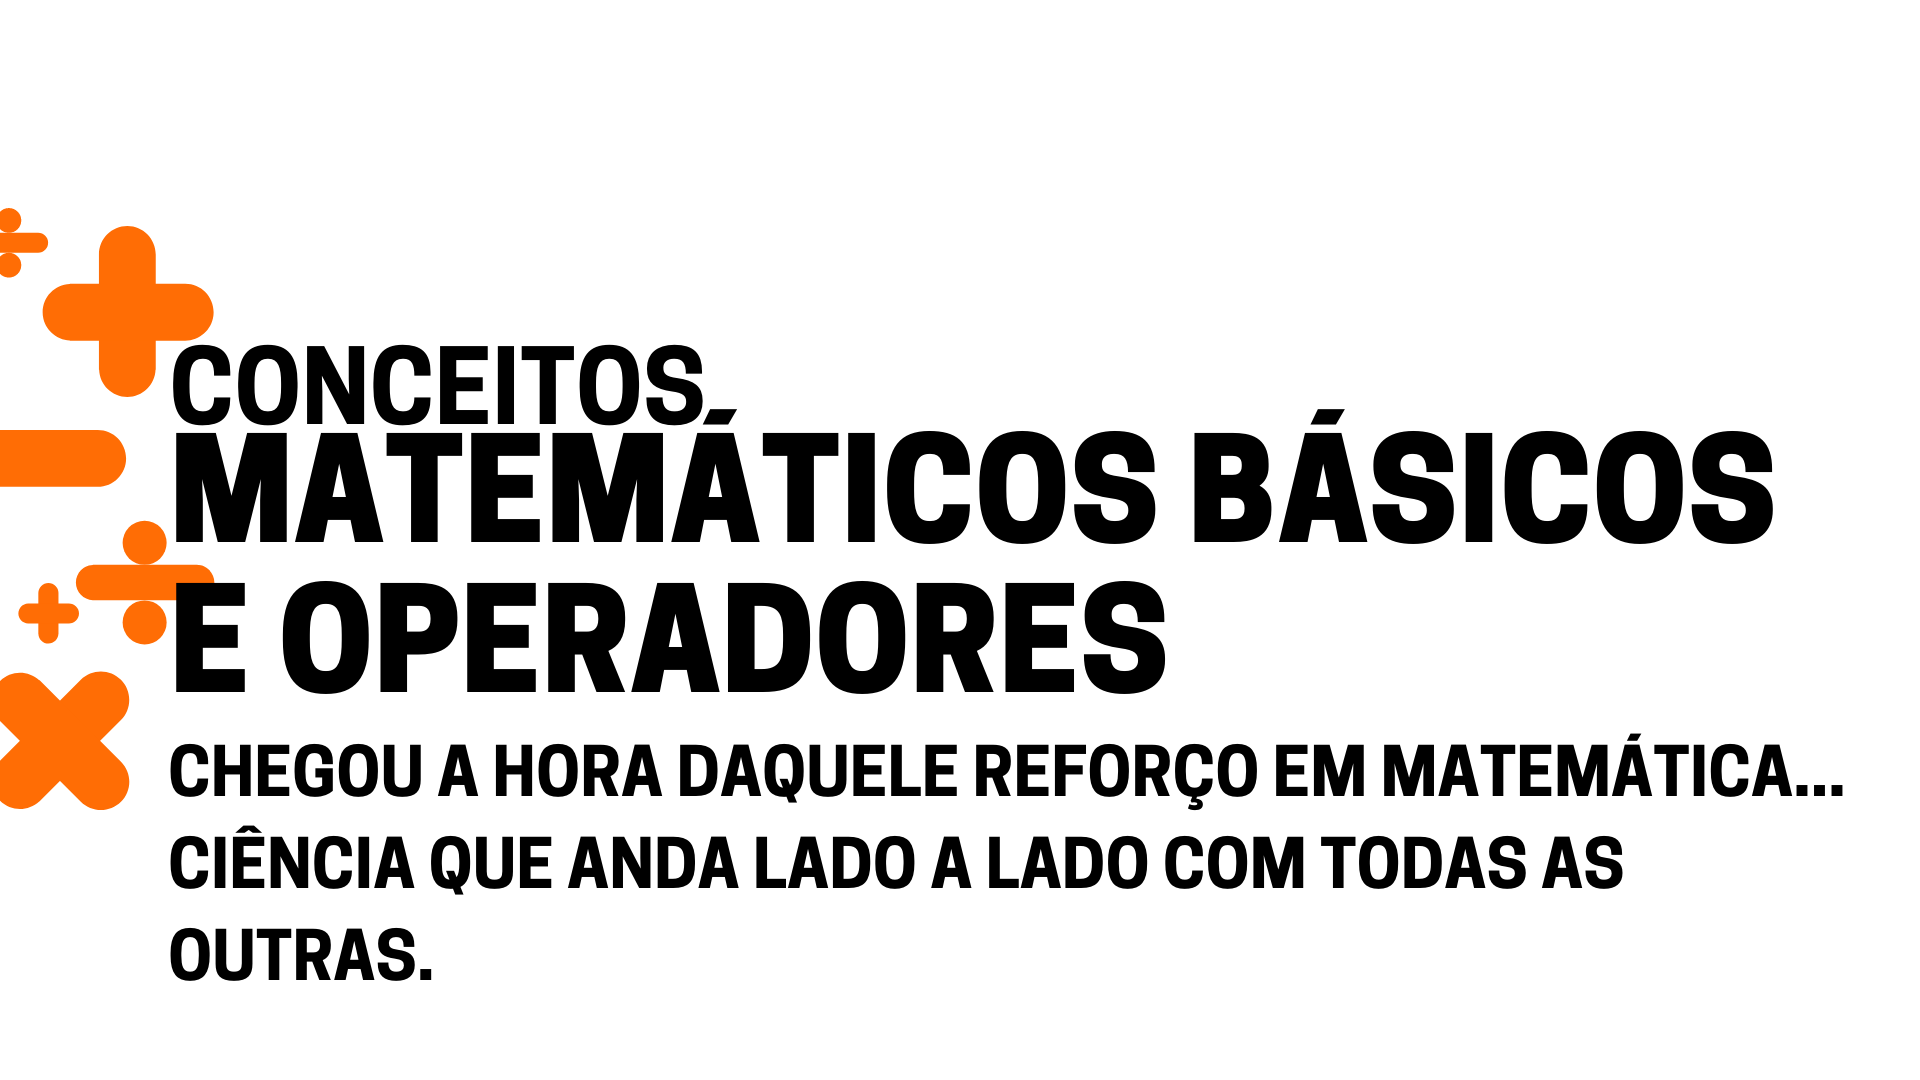 CONCEITOS
MATEMÁTICOS BÁSICOS
E OPERADORES
CHEGOU A HORA DAQUELE REFORÇO EM MATEMÁTICA...
CIÊNCIA QUE ANDA LADO A LADO COM TODAS AS
OUTRAS.